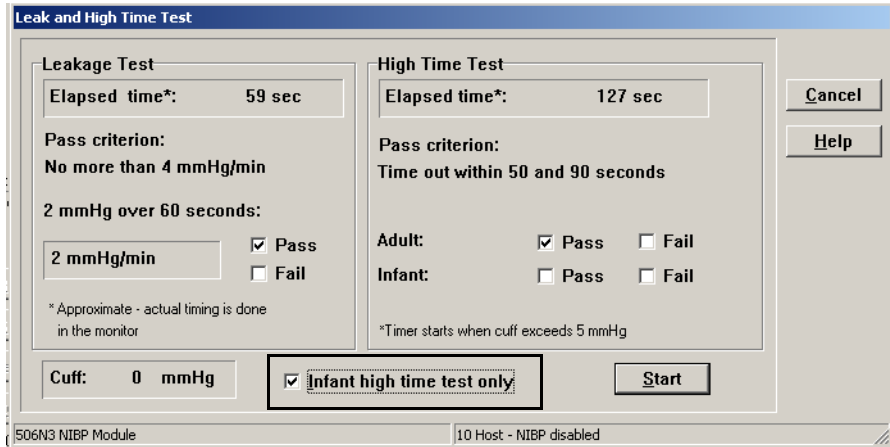 Leak and High Time Test
Leakage Test
Elapsed time*: 59 sec
Pass criterion:
No more than 4 mmHg/min
2 mmHg over 60 seconds:
2 mmHg/min
Pass
Fail
* Approximate - actual timing is done
in the monitor
High Time Test
Elapsed time*: 127 sec
Pass criterion:
Time out within 50 and 90 seconds
Adult: Pass Fail
Infant: Pass Fail
*Timer starts when cuff exceeds 5 mmHg
Cancel
Help
Cuff: 0 mmHg
Infant high time test only
Start
506N3 NIBP Module
10 Host - NIBP disabled